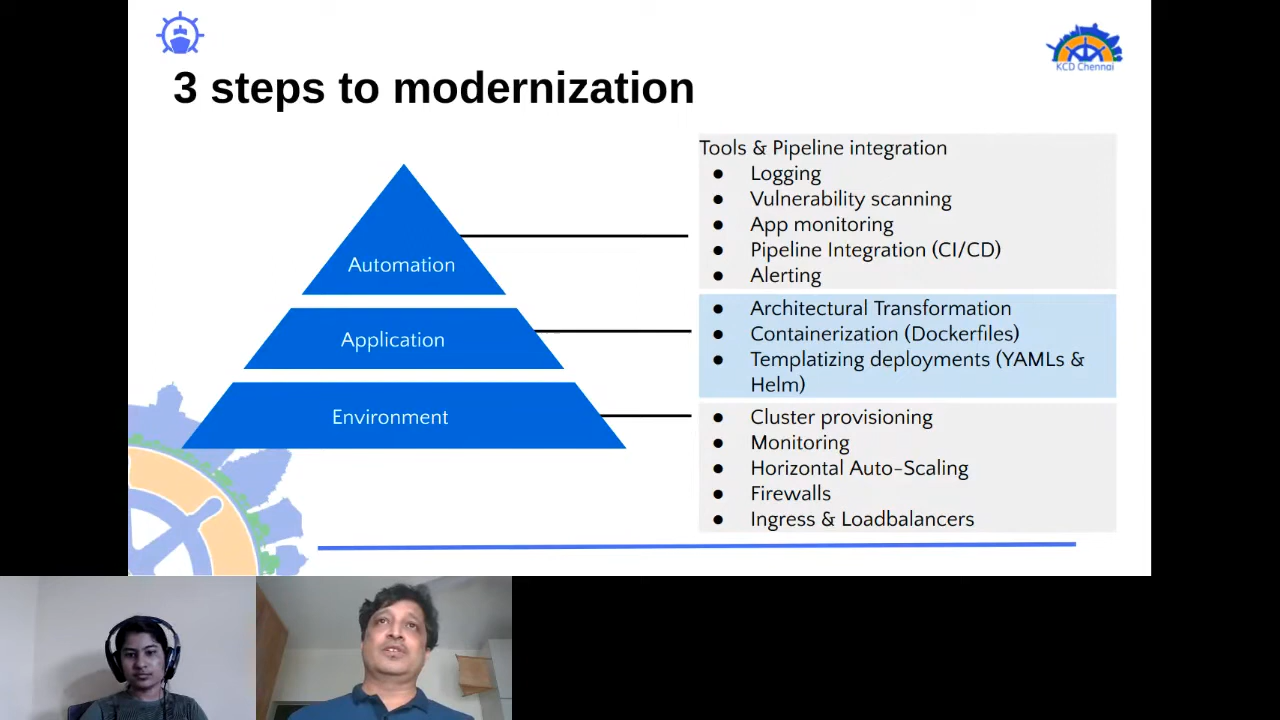 KCD Chennai
3 steps to modernization
Automation
Application
Environment
Tools & Pipeline integration
● Logging
● Vulnerability scanning
● App monitoring
● Pipeline Integration (CI/CD)
● Alerting
● Architectural Transformation
● Containerization (Dockerfiles)
● Templatizing deployments (YAMLs &
Helm)
● Cluster provisioning
● Monitoring
● Horizontal Auto-Scaling
● Firewalls
● Ingress & Loadbalancers